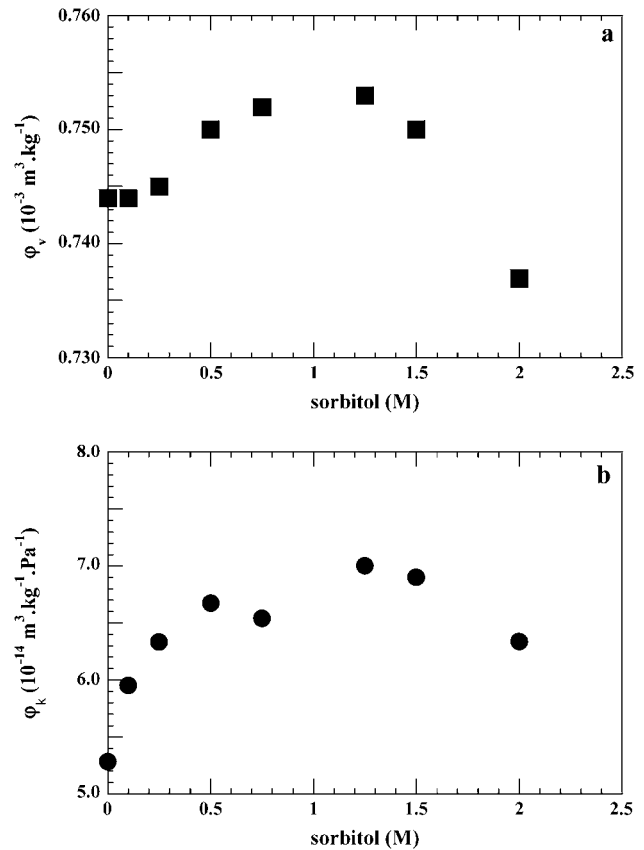 0.760
a
0.750
0.740
0.730
φv (10⁻³ m³.kg⁻¹)
0 0.5 1 1.5 2 2.5
sorbitol (M)
8.0
b
7.0
6.0
5.0
φk (10⁻¹⁴ m³.kg⁻¹.Pa⁻¹)
0 0.5 1 1.5 2 2.5
sorbitol (M)